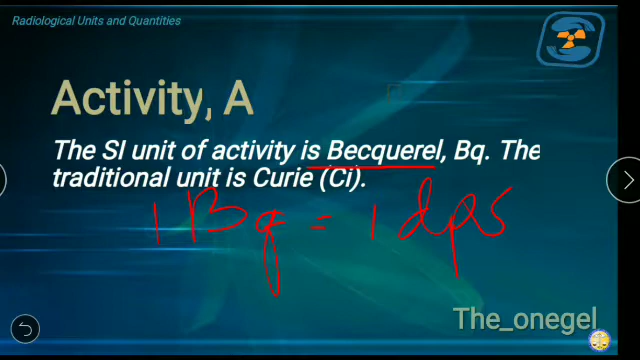 Radiological Units and Quantities
Activity, A
The SI unit of activity is Becquerel, Bq. The
traditional unit is Curie (Ci).
1 Bq = 1 dps
The_onegel